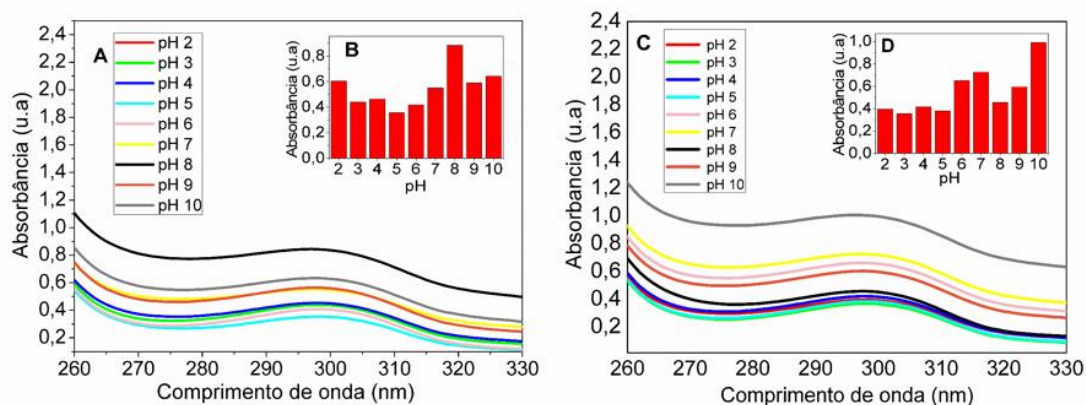 A
Absorbância (u.a)
2,4
2,2
2,0
1,8
1,6
1,4
1,2
1,0
0,8
0,6
0,4
0,2
pH 2
pH 3
pH 4
pH 5
pH 6
pH 7
pH 8
pH 9
pH 10
260 270 280 290 300 310 320 330
Comprimento de onda (nm)
B
Absorbância (u.a)
0,8
0,6
0,4
0,2
0,0
2 3 4 5 6 7 8 9 10
pH
C
Absorbancia (u.a)
2,4
2,2
2,0
1,8
1,6
1,4
1,2
1,0
0,8
0,6
0,4
0,2
pH 2
pH 3
pH 4
pH 5
pH 6
pH 7
pH 8
pH 9
pH 10
260 270 280 290 300 310 320 330
Comprimento de onda (nm)
D
Absorbância (u.a)
1,0
0,8
0,6
0,4
0,2
0,0
2 3 4 5 6 7 8 9 10
pH